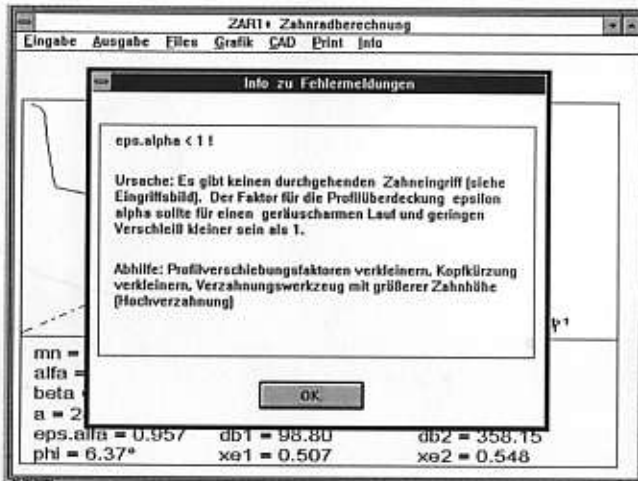 ZAR1+ Zahnradberechnung
Eingabe Ausgabe Files Grafik CAD Print Info
Info zu Fehlermeldungen
eps.alpha < 1 !
Ursache: Es gibt keinen durchgehenden Zahneingriff (siehe
Eingriffsbild). Der Faktor für die Profilüberdeckung epsilon
alpha sollte für einen geräuscharmen Lauf und geringen
Verschleiß kleiner sein als 1.
Abhilfe: Profilverschiebungsfaktoren verkleinern, Kopfkürzung
verkleinern, Verzahnungswerkzeug mit größerer Zahnhöhe
(Hochverzahnung)
OK
mn =
alfa =
beta
a = 2
eps.alfa = 0.957 db1 = 98.80 db2 = 358.15
phi = 6.37° xe1 = 0.507 xe2 = 0.548